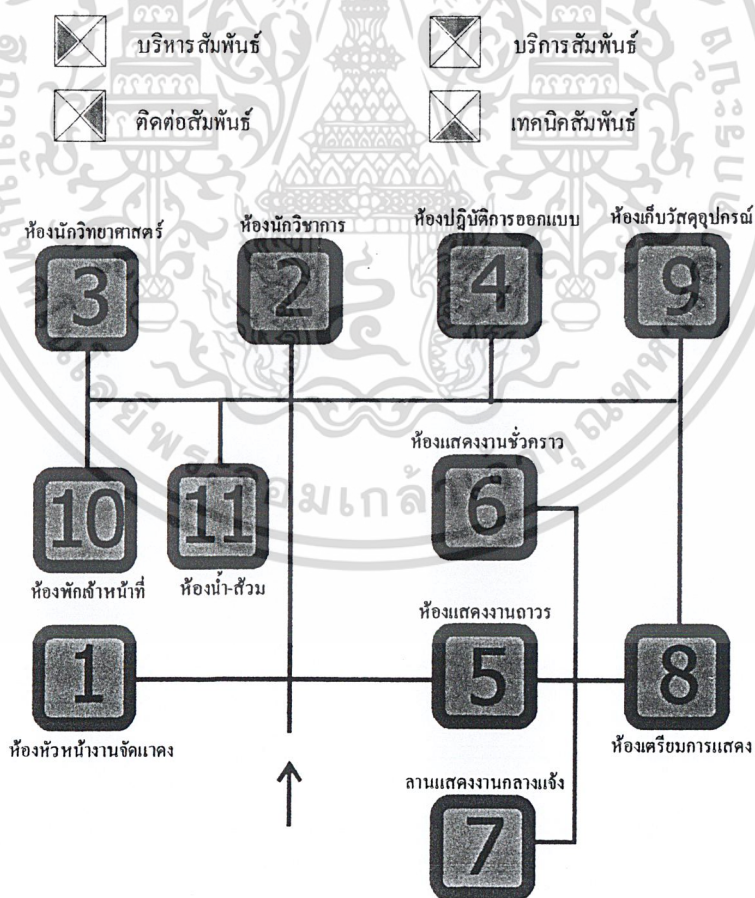 บริหารสัมพันธ์ บริการสัมพันธ์
ติดต่อสัมพันธ์ เทคนิคสัมพันธ์
ห้องนักวิทยาศาสตร์ ห้องนักวิชาการ ห้องปฏิบัติการออกแบบ ห้องเก็บวัสดุอุปกรณ์
3 2 4 9
ห้องแสดงงานชั่วคราว
10 11 6
ห้องพักเจ้าหน้าที่ ห้องน้ำ-ส้วม
ห้องแสดงงานถาวร
1 5 8
ห้องหัวหน้างานจัดแาดง ห้องเตรียมการแสดง
ลานแสดงงานกลางแจ้ง
7